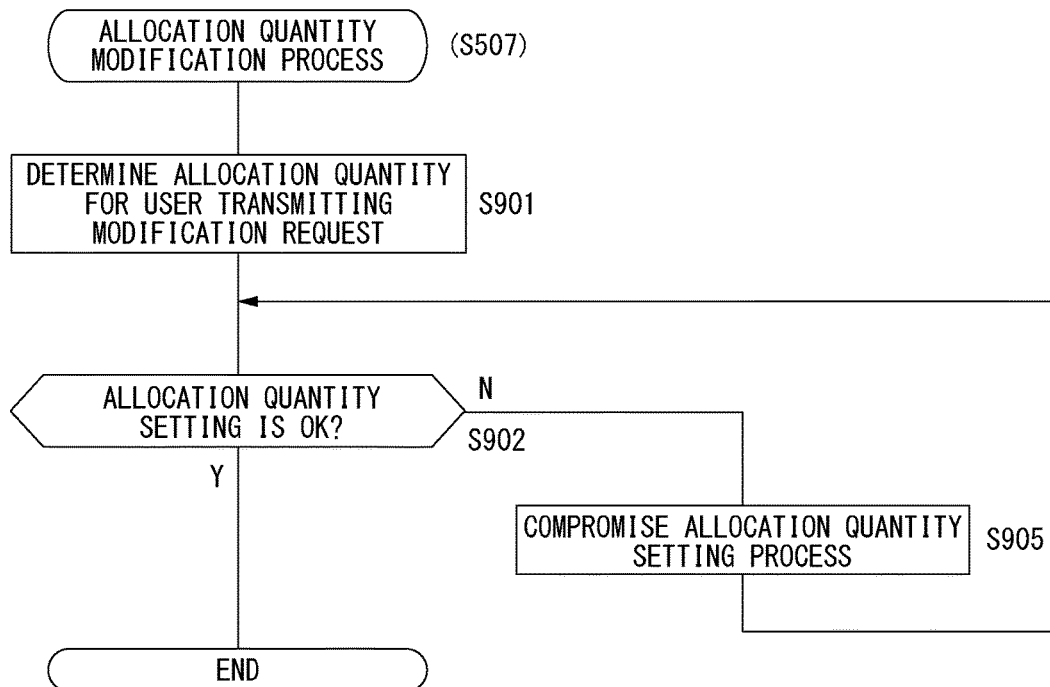 ALLOCATION QUANTITY
MODIFICATION PROCESS
(S507)
DETERMINE ALLOCATION QUANTITY
FOR USER TRANSMITTING
MODIFICATION REQUEST
S901
ALLOCATION QUANTITY
SETTING IS OK?
N
S902
Y
COMPROMISE ALLOCATION QUANTITY
SETTING PROCESS
S905
END